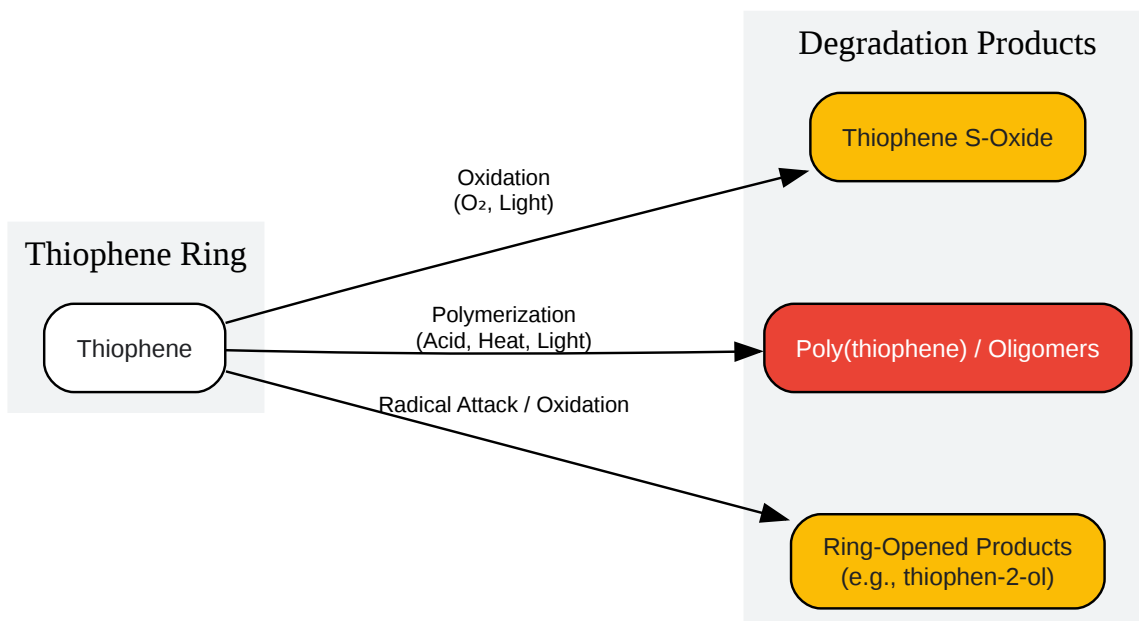 Degradation Products
Thiophene S-Oxide
Oxidation
(O₂, Light)
Thiophene Ring
Thiophene
Polymerization
(Acid, Heat, Light)
Poly(thiophene) / Oligomers
Radical Attack / Oxidation
Ring-Opened Products
(e.g., thiophen-2-ol)